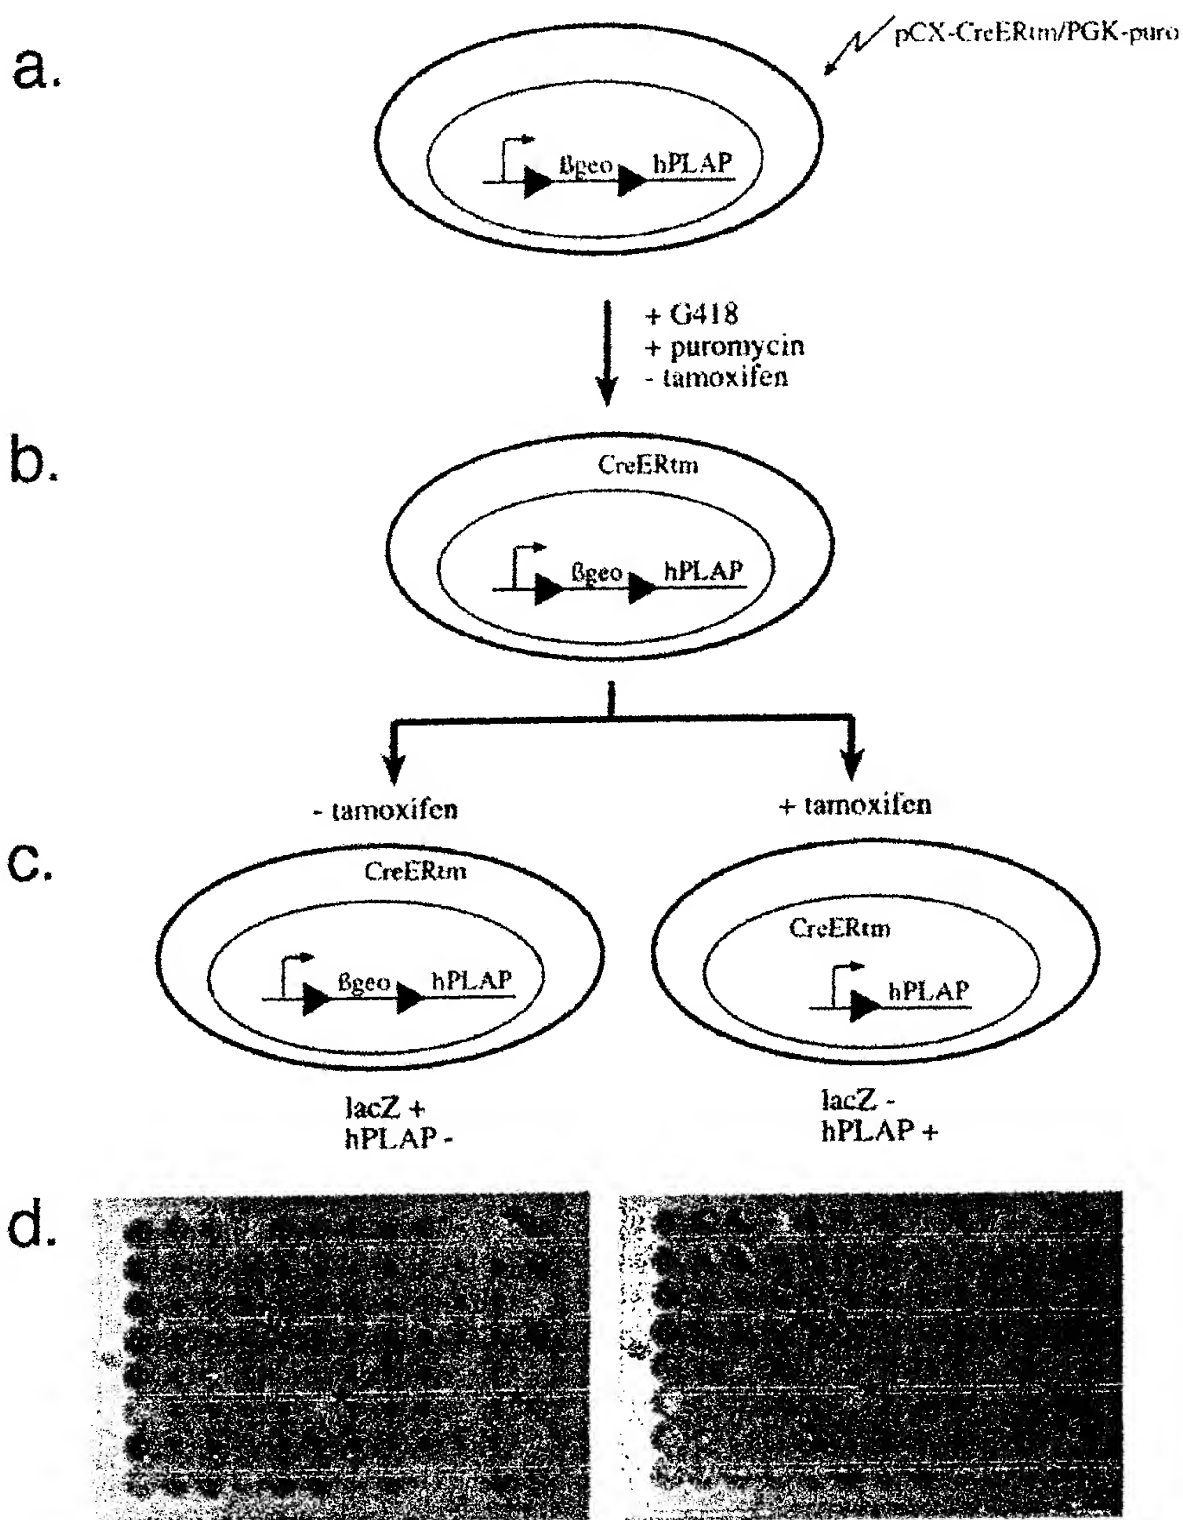 a.
pCX-CreERtm/PGK-puro
ßgeo
hPLAP
+ G418
+ puromycin
- tamoxifen
b.
CreERtm
ßgeo
hPLAP
- tamoxifen
+ tamoxifen
c.
CreERtm
ßgeo
hPLAP
CreERtm
hPLAP
lacZ +
hPLAP -
lacZ -
hPLAP +
d.